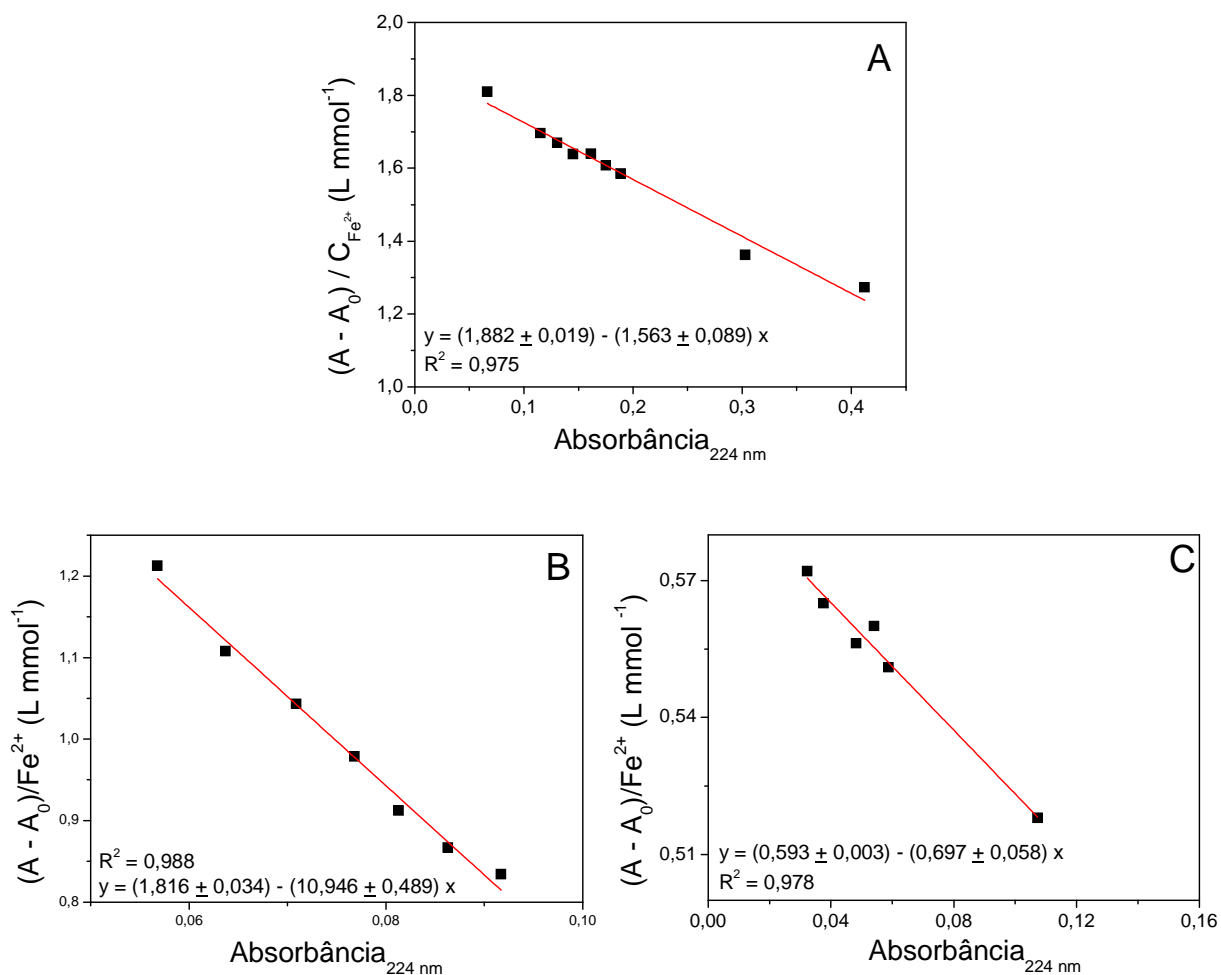 A
2,0
1,8
1,6
1,4
1,2
1,0
(A - A0) / CFe2+ (L mmol-1)
y = (1,882 ± 0,019) - (1,563 ± 0,089) x
R2 = 0,975
0,0 0,1 0,2 0,3 0,4
Absorbância224 nm
B
1,2
1,1
1,0
0,9
0,8
(A - A0)/Fe2+ (L mmol-1)
R2 = 0,988
y = (1,816 ± 0,034) - (10,946 ± 0,489) x
0,06 0,08 0,10
Absorbância224 nm
C
0,57
0,54
0,51
(A - A0)/Fe2+ (L mmol-1)
y = (0,593 ± 0,003) - (0,697 ± 0,058) x
R2 = 0,978
0,00 0,04 0,08 0,12 0,16
Absorbância224 nm